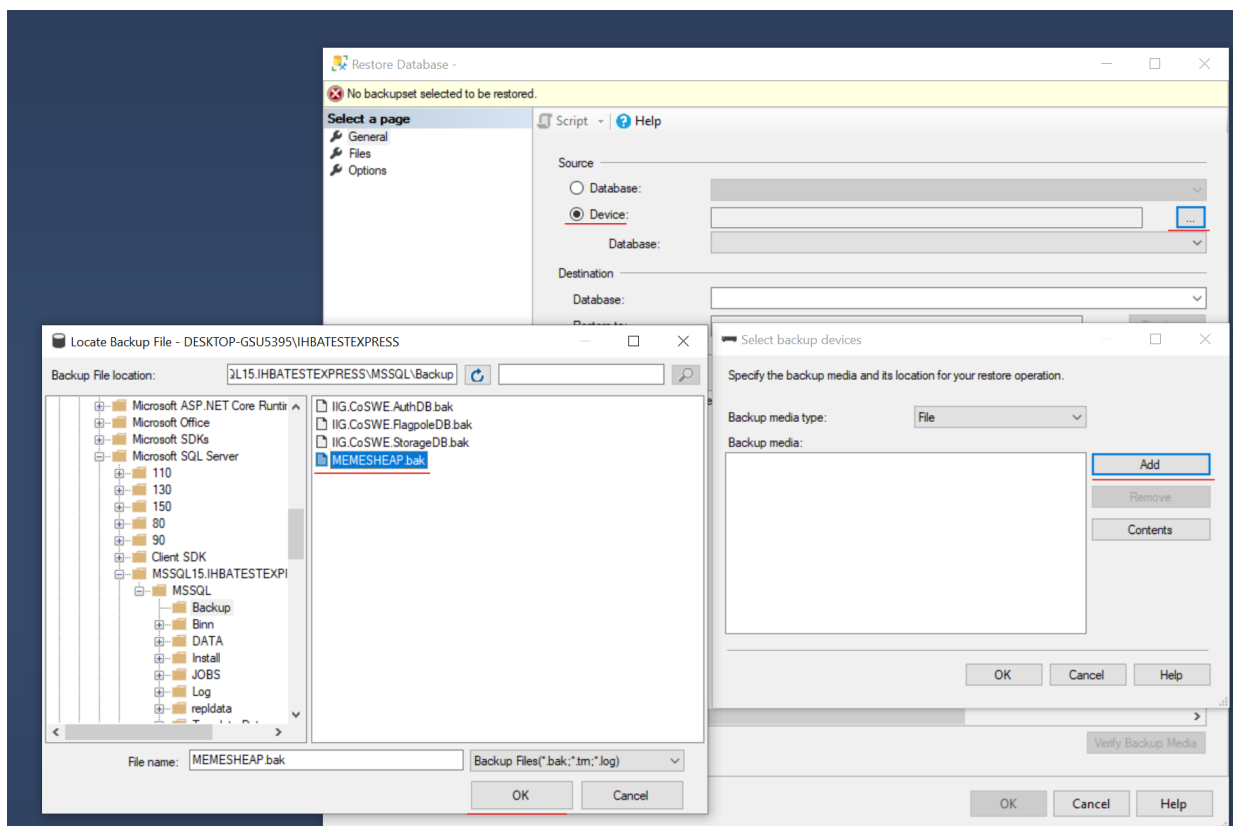 Restore Database -
No backupset selected to be restored.
Select a page
General
Files
Options
Script
Help
Source
Database:
Device:
...
Database:
Destination
Database:
Locate Backup File - DESKTOP-GSU5395\IHBATESTEXPRESS
Backup File location:
QL15.IHBATESTEXPRESS\MSSQL\Backup
Microsoft ASP.NET Core Runtir
Microsoft Office
Microsoft SDKs
Microsoft SQL Server
110
130
150
80
90
Client SDK
MSSQL15.IHBATESTEXPI
MSSQL
Backup
Binn
DATA
Install
JOBS
Log
repldata
IIG.CoSWE.AuthDB.bak
IIG.CoSWE.FlagpoleDB.bak
IIG.CoSWE.StorageDB.bak
MEMESHEAP.bak
File name:
MEMESHEAP.bak
Backup Files(*.bak;*.trn;*.log)
OK
Cancel
Select backup devices
Specify the backup media and its location for your restore operation.
Backup media type:
File
Backup media:
Add
Remove
Contents
OK
Cancel
Help
Verify Backup Media
OK
Cancel
Help